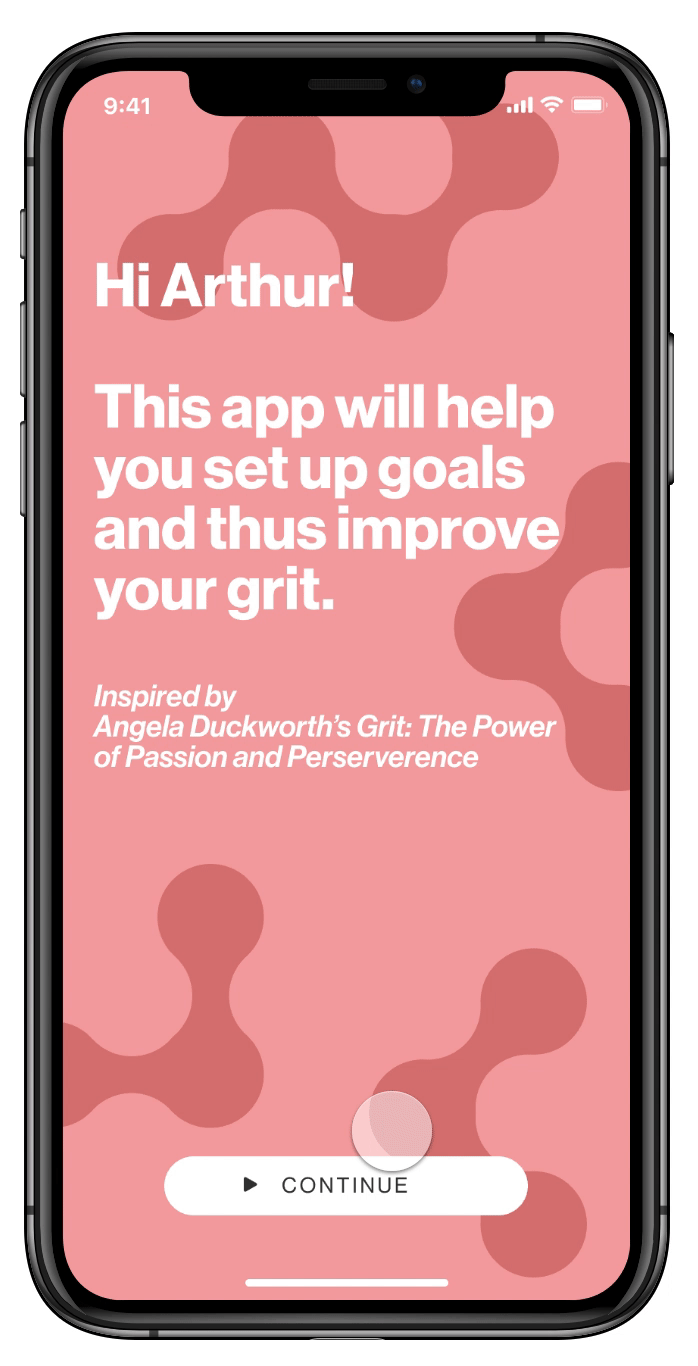 9:41
Hi Arthur!
This app will help
you set up goals
and thus improve
your grit.
Inspired by
Angela Duckworth’s Grit: The Power
of Passion and Perserverence
CONTINUE